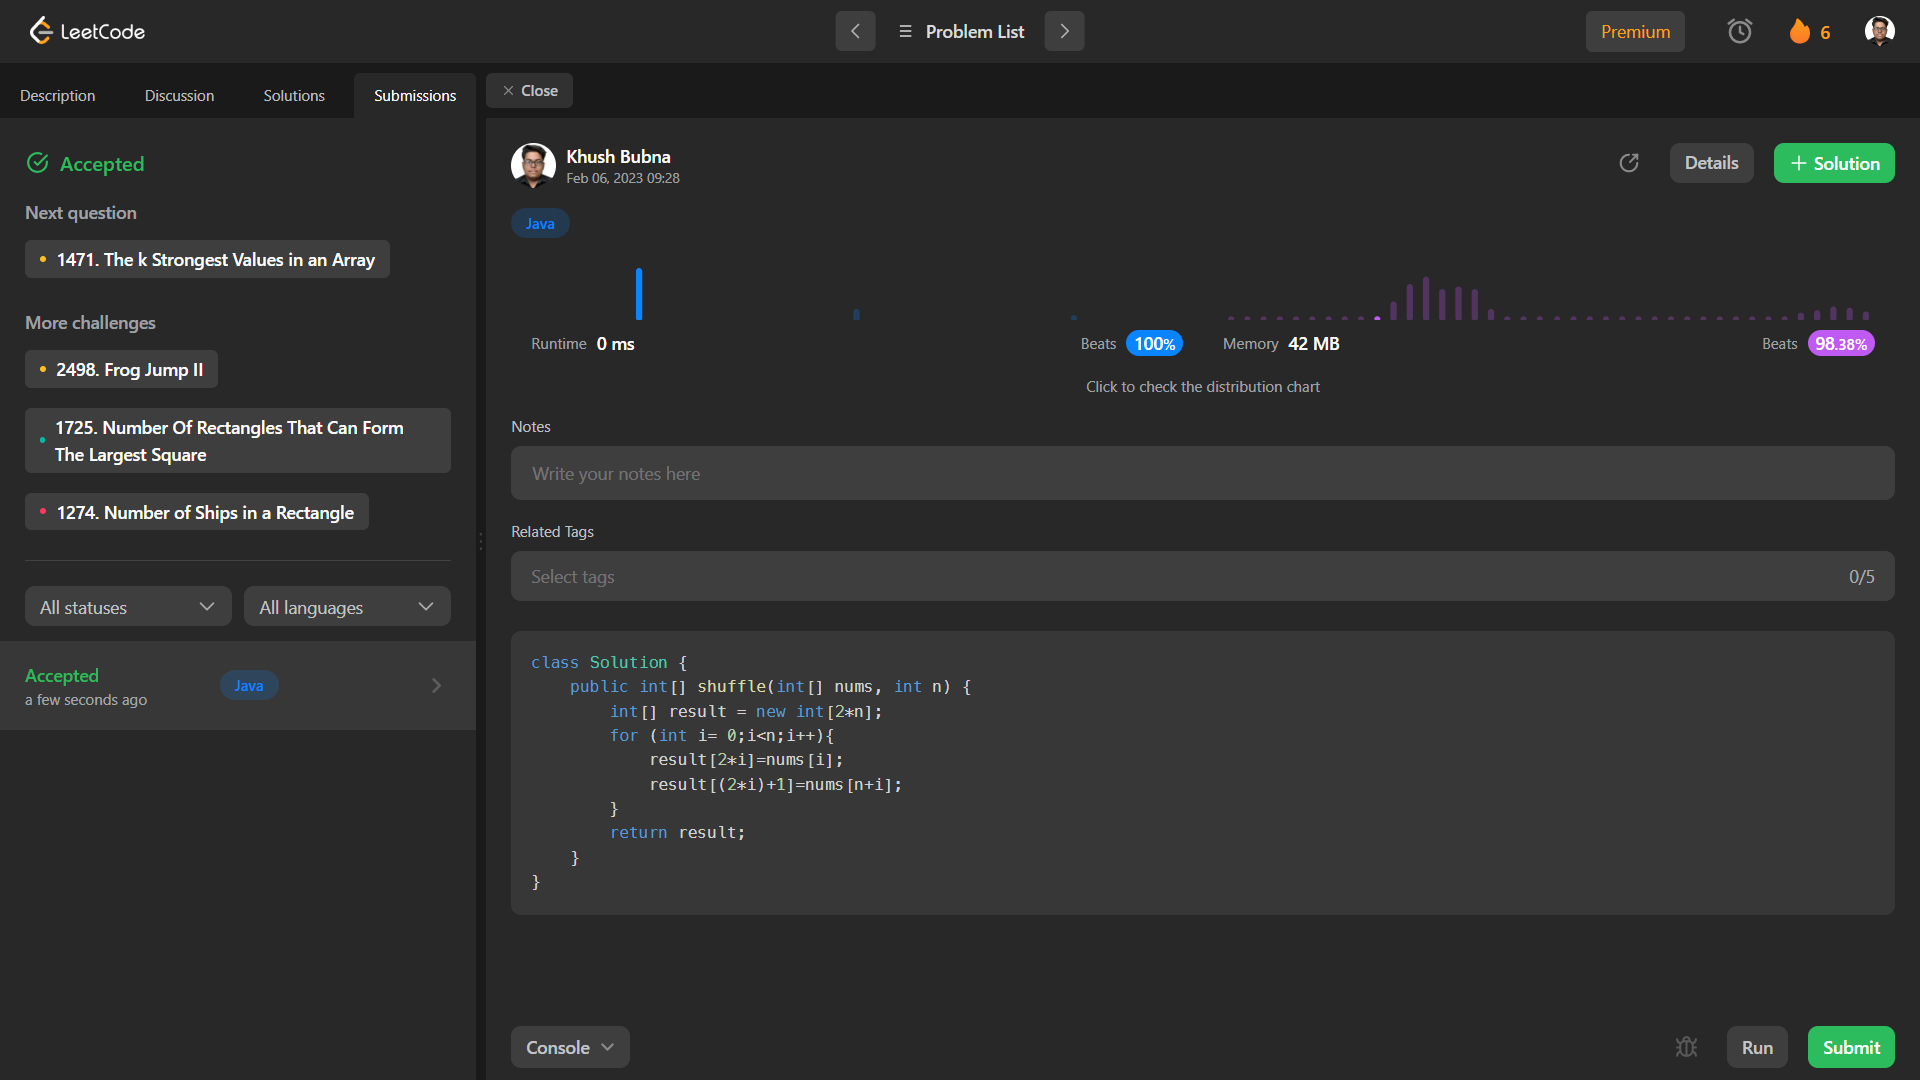 LeetCode
Problem List
Premium
6
Description
Discussion
Solutions
Submissions
Close
Accepted
Next question
1471. The k Strongest Values in an Array
More challenges
2498. Frog Jump II
1725. Number Of Rectangles That Can Form
The Largest Square
1274. Number of Ships in a Rectangle
All statuses
All languages
Accepted
a few seconds ago
Java
Khush Bubna
Feb 06, 2023 09:28
Details
+ Solution
Java
Runtime 0 ms
Beats 100%
Memory 42 MB
Beats 98.38%
Click to check the distribution chart
Notes
Write your notes here
Related Tags
Select tags
0/5
class Solution {
    public int[] shuffle(int[] nums, int n) {
        int[] result = new int[2*n];
        for (int i= 0;i<n;i++){
            result[2*i]=nums[i];
            result[(2*i)+1]=nums[n+i];
        }
        return result;
    }
}
Console
Run
Submit